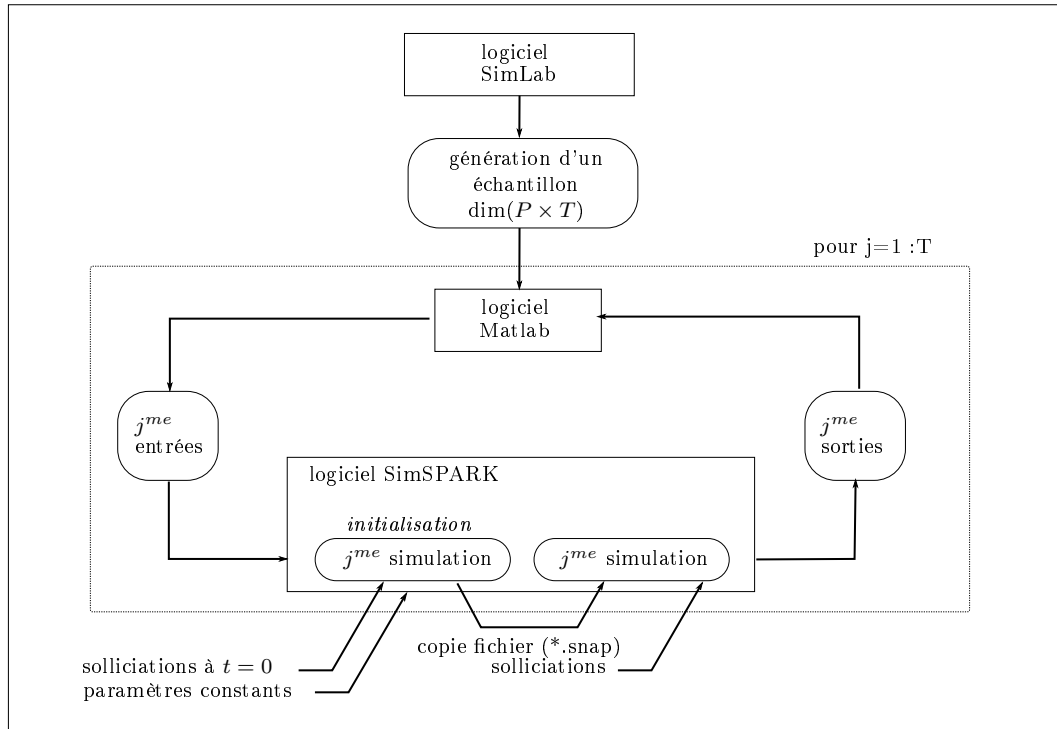 logiciel
SimLab
génération d'un
échantillon
dim(P × T)
pour j=1 :T
logiciel
Matlab
j^{me}
entrées
j^{me}
sorties
logiciel SimSPARK
initialisation
j^{me} simulation
j^{me} simulation
copie fichier (*.snap)
solliciations à t = 0
solliciations
paramètres constants